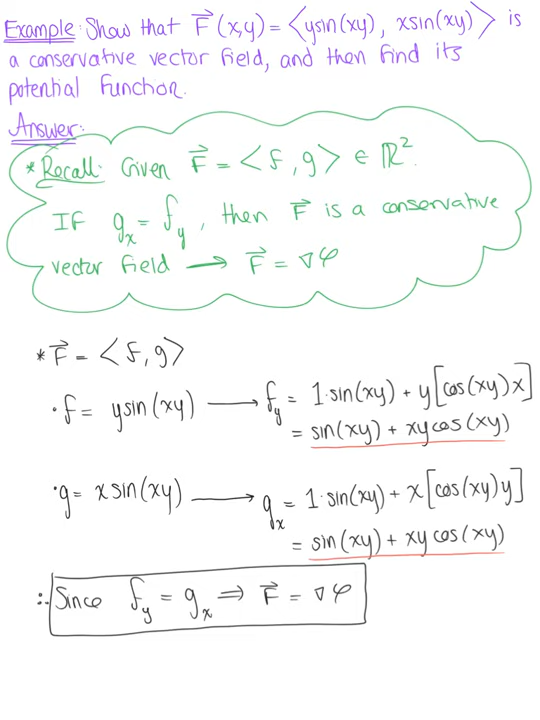 Example: Show that F⃗(x,y) = ⟨ysin(xy), xsin(xy)⟩ is
a conservative vector field, and then find its
potential function.
Answer:
*Recall: Given F⃗ = ⟨f, g⟩ ∈ ℝ².
If g_x = f_y, then F⃗ is a conservative
vector field ⟶ F⃗ = ∇φ
*F⃗ = ⟨f, g⟩
·f = ysin(xy) ⟶ f_y = 1·sin(xy) + y[cos(xy)x]
= sin(xy) + xycos(xy)
·g = xsin(xy) ⟶ g_x = 1·sin(xy) + x[cos(xy)y]
= sin(xy) + xycos(xy)
∴ Since f_y = g_x ⟹ F⃗ = ∇φ